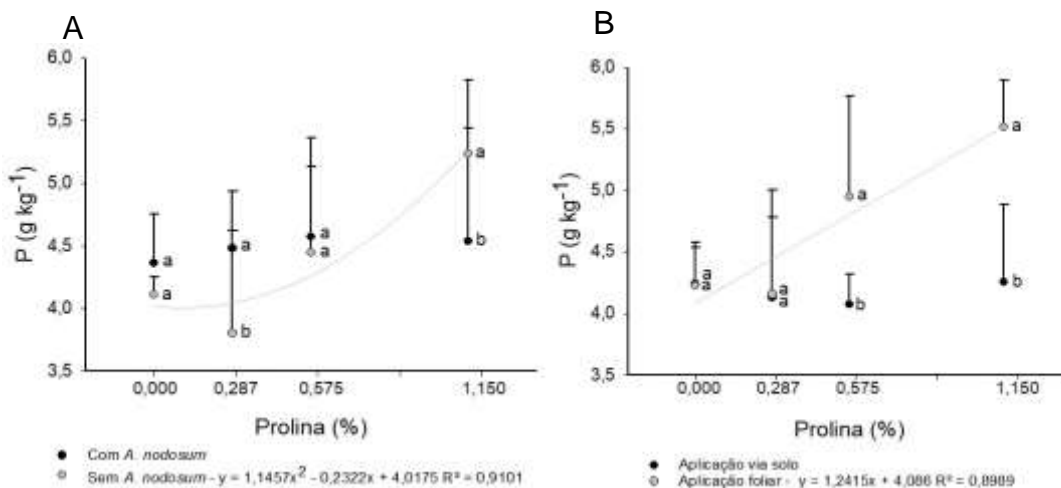 A
P (g kg-1)
6,0
5,5
5,0
4,5
4,0
3,5
a
a
a
b
a
a
a
b
0,000 0,287 0,575 1,150
Prolina (%)
Com A. nodosum
Sem A. nodosum - y = 1,1457x2 - 0,2322x + 4,0175 R² = 0,9101
B
P (g kg-1)
6,0
5,5
5,0
4,5
4,0
3,5
a
a
a
a
a
b
a
b
0,000 0,287 0,575 1,150
Prolina (%)
Aplicação via solo
Aplicação foliar - y = 1,2415x + 4,086 R² = 0,8989